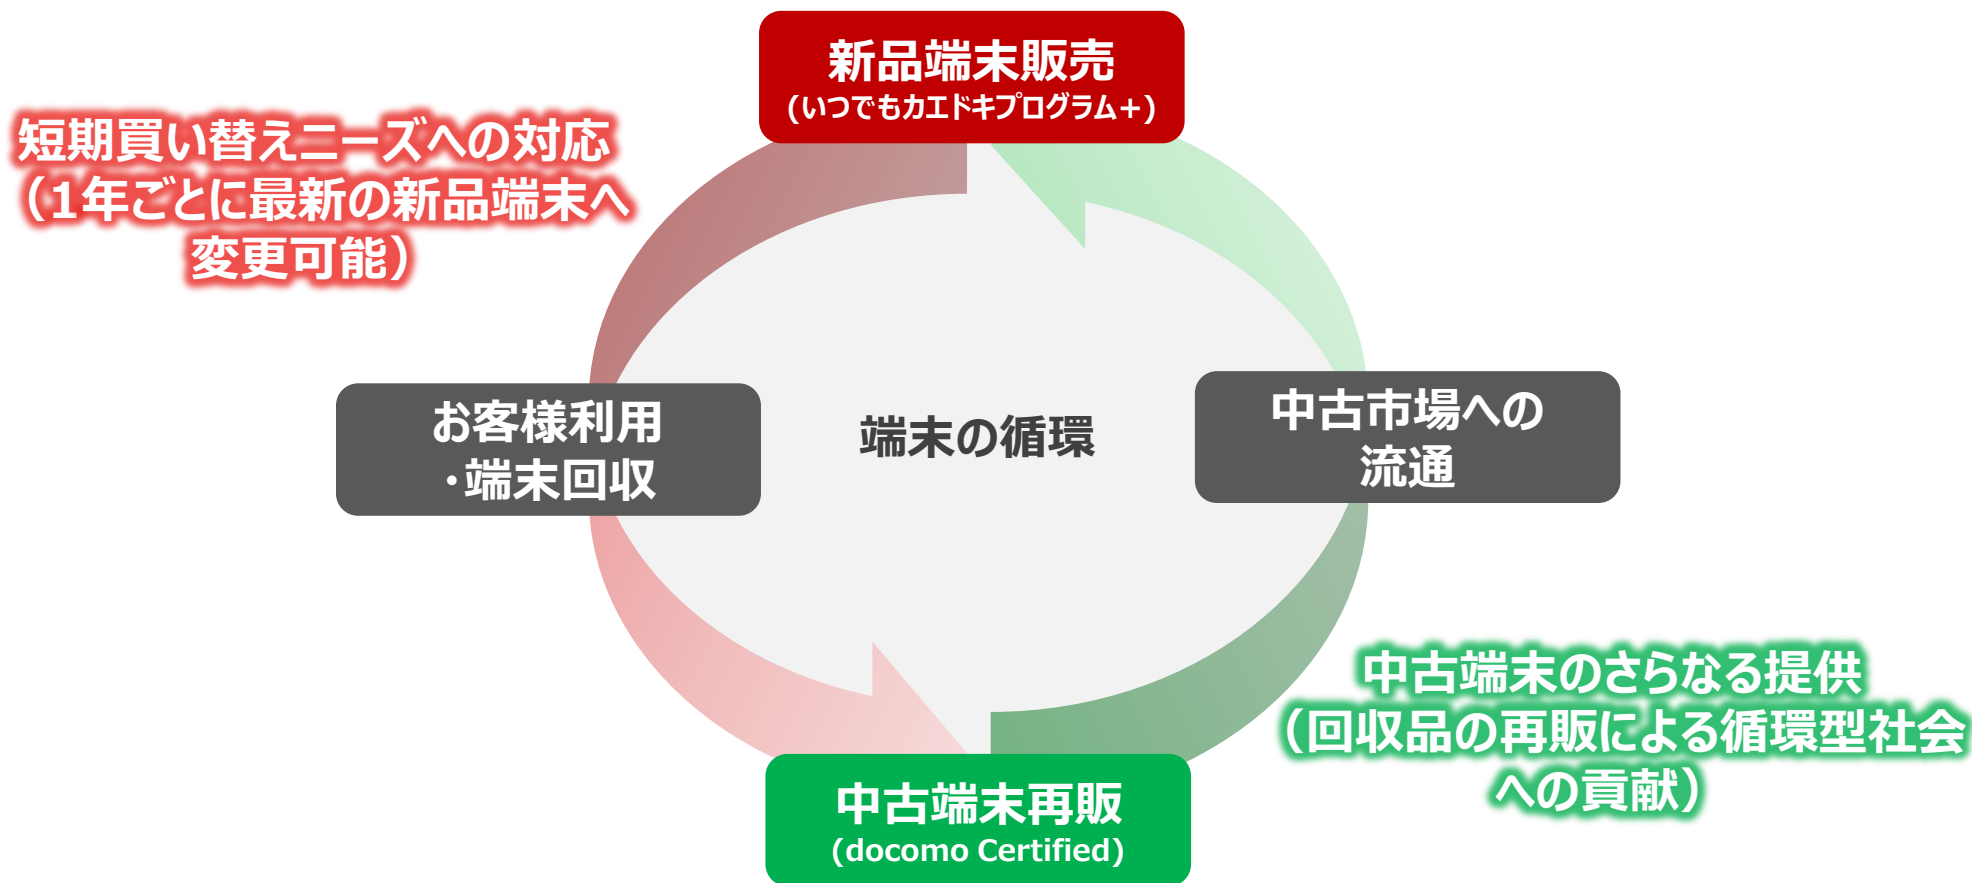 新品端末販売
(いつでもカエドキプログラム+)
短期買い替えニーズへの対応
（1年ごとに最新の新品端末へ
変更可能）
お客様利用
・端末回収
端末の循環
中古市場への
流通
中古端末のさらなる提供
（回収品の再販による循環型社会
への貢献）
中古端末再販
(docomo Certified)